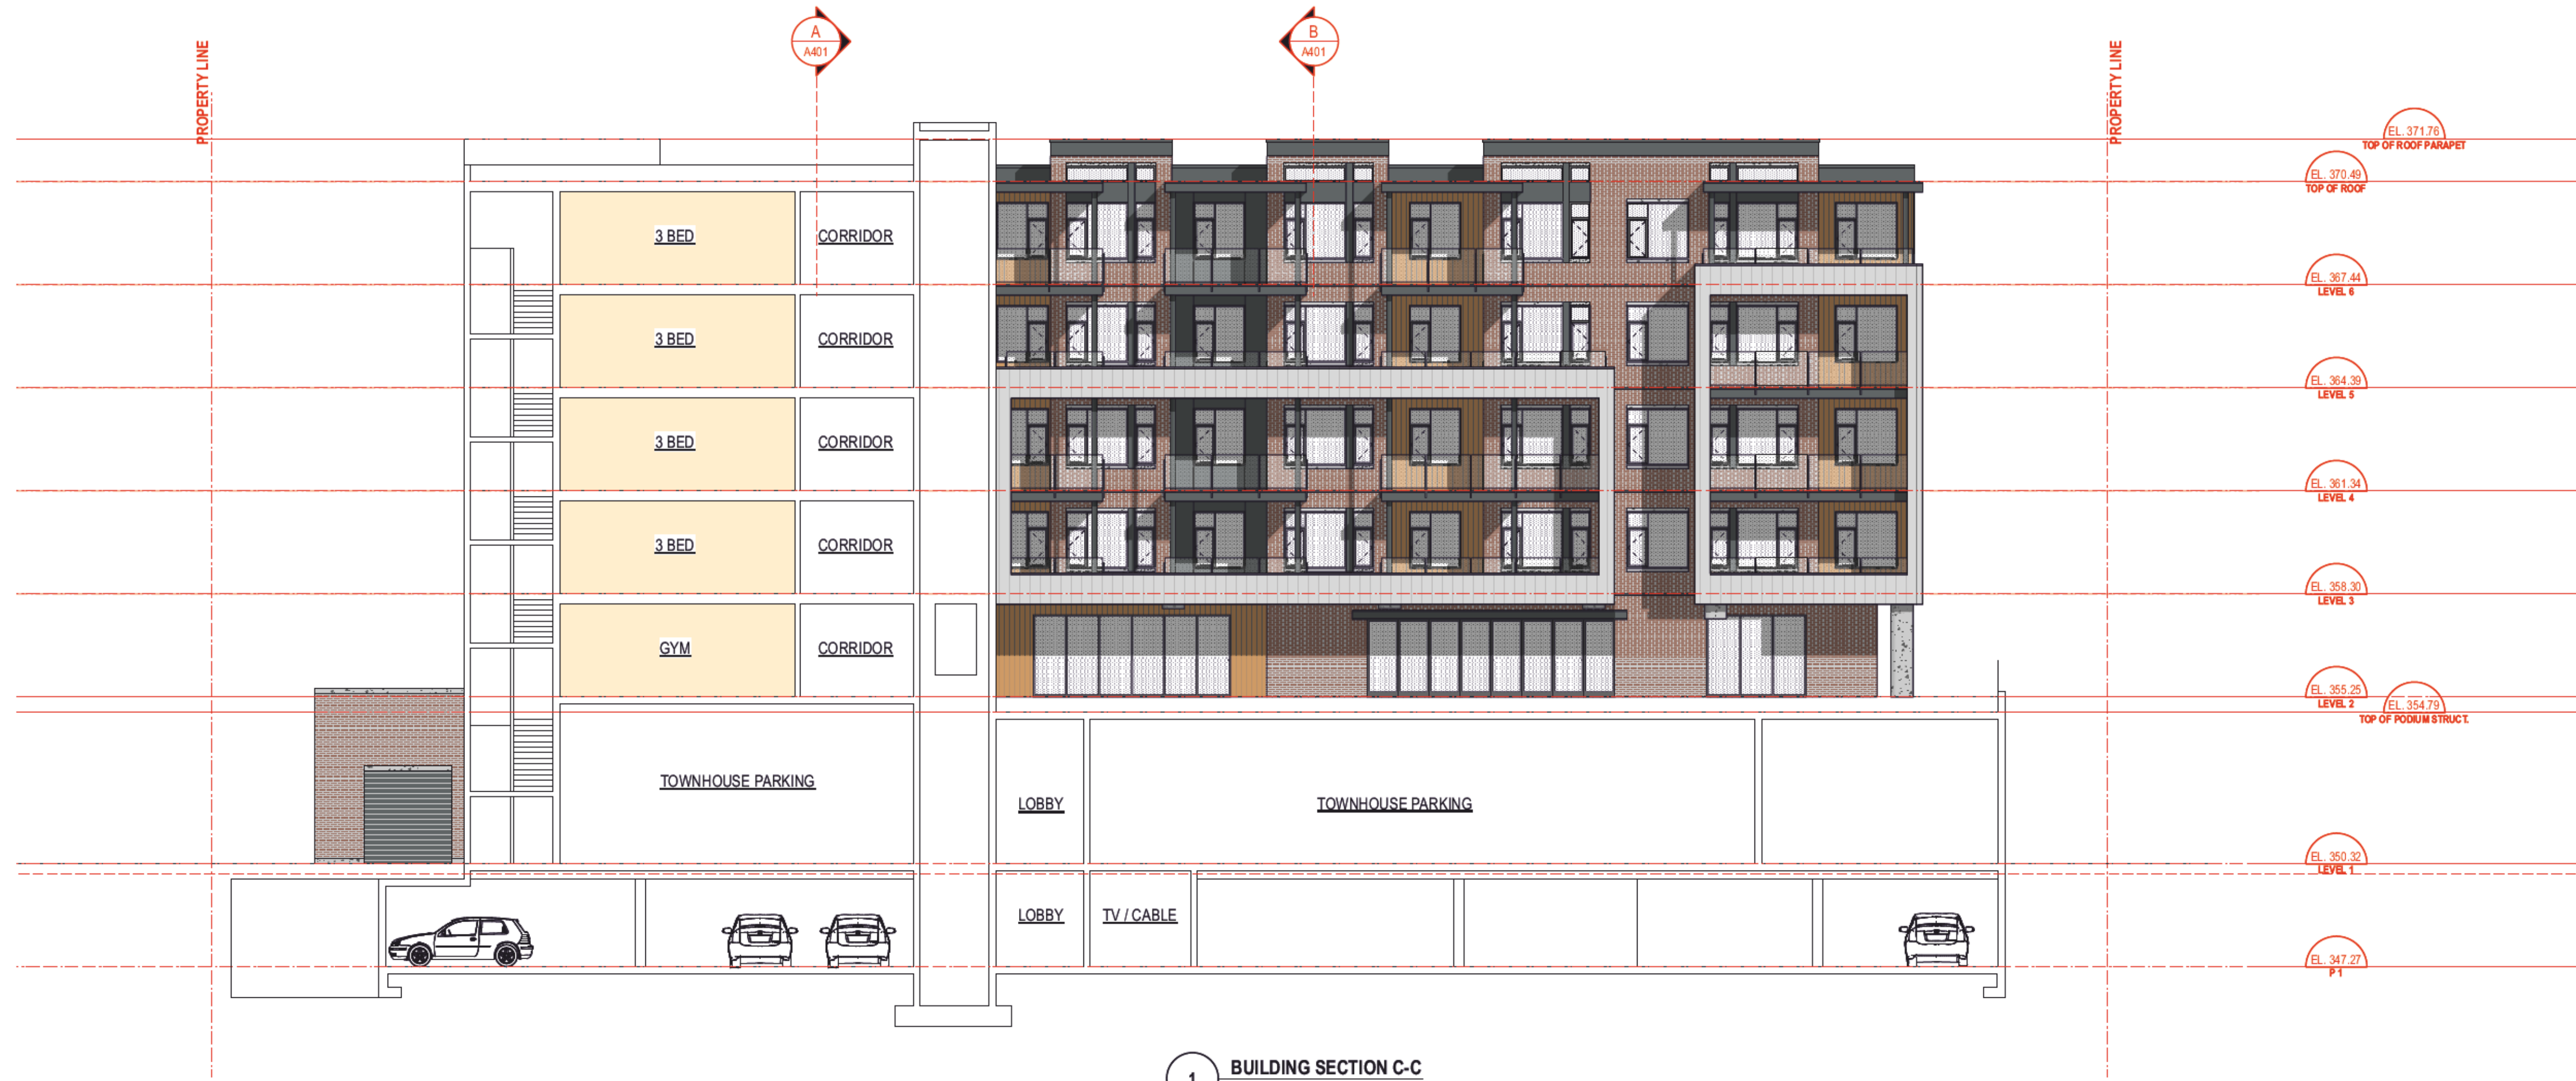 A
A401
B
A401
PROPERTY LINE
PROPERTY LINE
EL. 371.76
TOP OF ROOF PARAPET
EL. 370.49
TOP OF ROOF
3 BED
CORRIDOR
EL. 367.44
LEVEL 6
3 BED
CORRIDOR
EL. 364.39
LEVEL 5
3 BED
CORRIDOR
EL. 361.34
LEVEL 4
3 BED
CORRIDOR
EL. 358.30
LEVEL 3
GYM
CORRIDOR
EL. 355.25
LEVEL 2
EL. 354.79
TOP OF PODIUM STRUCT.
TOWNHOUSE PARKING
LOBBY
TOWNHOUSE PARKING
EL. 350.32
LEVEL 1
LOBBY
TV / CABLE
EL. 347.27
P 1
1
BUILDING SECTION C-C